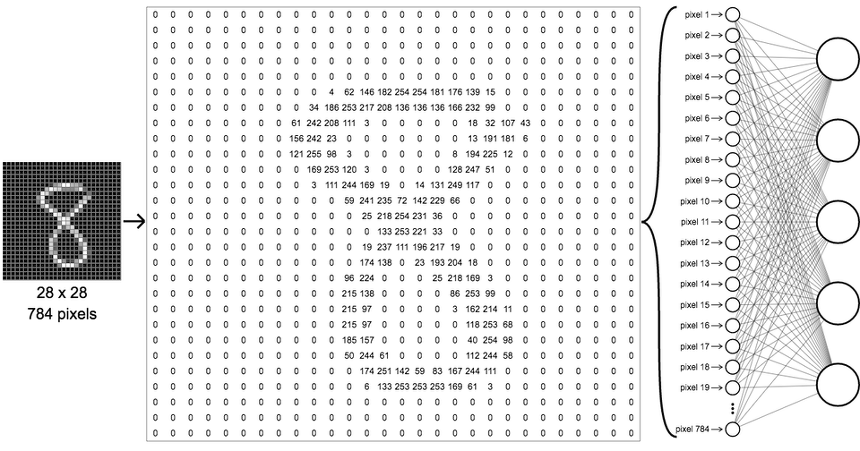 28 x 28
784 pixels
0 0 0 0 0 0 0 0 0 0 0 0 0 0 0 0 0 0 0 0 0 0 0 0 0 0 0 0
0 0 0 0 0 0 0 0 0 0 0 0 0 0 0 0 0 0 0 0 0 0 0 0 0 0 0 0
0 0 0 0 0 0 0 0 0 0 0 0 0 0 0 0 0 0 0 0 0 0 0 0 0 0 0 0
0 0 0 0 0 0 0 0 0 0 0 0 0 0 0 0 0 0 0 0 0 0 0 0 0 0 0 0
0 0 0 0 0 0 0 0 0 0 0 0 0 0 0 0 0 0 0 0 0 0 0 0 0 0 0 0
0 0 0 0 0 0 0 0 0 0 4 62 146 182 254 254 181 176 139 15 0 0 0 0 0 0 0 0
0 0 0 0 0 0 0 0 0 34 186 253 217 208 136 136 136 166 232 99 0 0 0 0 0 0 0 0
0 0 0 0 0 0 0 0 61 242 208 111 3 0 0 0 0 0 18 32 107 43 0 0 0 0 0 0
0 0 0 0 0 0 0 0 156 242 23 0 0 0 0 0 0 0 13 191 181 6 0 0 0 0 0 0
0 0 0 0 0 0 0 0 121 255 98 3 0 0 0 0 0 8 194 225 12 0 0 0 0 0 0 0
0 0 0 0 0 0 0 0 0 169 253 120 3 0 0 0 0 128 247 51 0 0 0 0 0 0 0 0
0 0 0 0 0 0 0 0 0 3 111 244 169 19 0 14 131 249 117 0 0 0 0 0 0 0 0 0
0 0 0 0 0 0 0 0 0 0 0 59 241 235 72 142 229 66 0 0 0 0 0 0 0 0 0 0
0 0 0 0 0 0 0 0 0 0 0 0 25 218 254 231 36 0 0 0 0 0 0 0 0 0 0 0
0 0 0 0 0 0 0 0 0 0 0 0 0 133 253 221 33 0 0 0 0 0 0 0 0 0 0 0
0 0 0 0 0 0 0 0 0 0 0 0 19 237 111 196 217 19 0 0 0 0 0 0 0 0 0 0
0 0 0 0 0 0 0 0 0 0 0 0 174 138 0 23 193 204 18 0 0 0 0 0 0 0 0 0
0 0 0 0 0 0 0 0 0 0 0 96 224 0 0 0 25 218 169 3 0 0 0 0 0 0 0 0
0 0 0 0 0 0 0 0 0 0 0 215 138 0 0 0 0 86 253 99 0 0 0 0 0 0 0 0
0 0 0 0 0 0 0 0 0 0 0 215 97 0 0 0 0 3 162 214 11 0 0 0 0 0 0 0
0 0 0 0 0 0 0 0 0 0 0 215 97 0 0 0 0 0 118 253 68 0 0 0 0 0 0 0
0 0 0 0 0 0 0 0 0 0 0 185 157 0 0 0 0 0 40 254 98 0 0 0 0 0 0 0
0 0 0 0 0 0 0 0 0 0 0 50 244 61 0 0 0 0 112 244 58 0 0 0 0 0 0 0
0 0 0 0 0 0 0 0 0 0 0 0 174 251 142 59 83 167 244 111 0 0 0 0 0 0 0 0
0 0 0 0 0 0 0 0 0 0 0 0 6 133 253 253 253 169 61 3 0 0 0 0 0 0 0 0
0 0 0 0 0 0 0 0 0 0 0 0 0 0 0 0 0 0 0 0 0 0 0 0 0 0 0 0
0 0 0 0 0 0 0 0 0 0 0 0 0 0 0 0 0 0 0 0 0 0 0 0 0 0 0 0
0 0 0 0 0 0 0 0 0 0 0 0 0 0 0 0 0 0 0 0 0 0 0 0 0 0 0 0
pixel 1
pixel 2
pixel 3
pixel 4
pixel 5
pixel 6
pixel 7
pixel 8
pixel 9
pixel 10
pixel 11
pixel 12
pixel 13
pixel 14
pixel 15
pixel 16
pixel 17
pixel 18
pixel 19
pixel 784